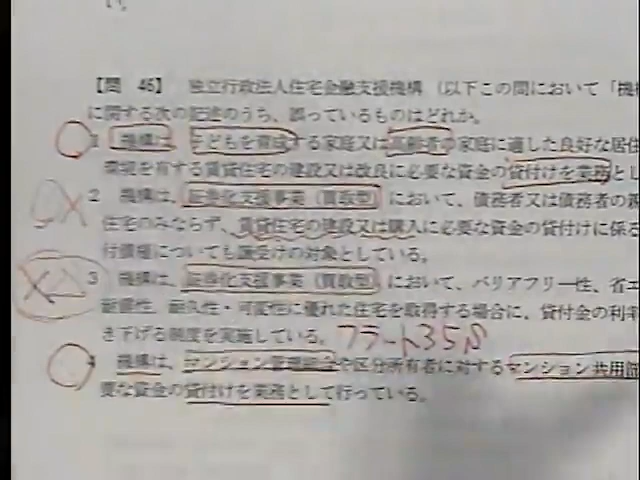 【問 46】 独立行政法人住宅金融支援機構（以下この問において「機構
に関する次の記述のうち、誤っているものはどれか。
1 機構は、子どもを育成する家庭又は高齢者の家庭に適した良好な居住
環境を有する賃貸住宅の建設又は改良に必要な資金の貸付けを業務とし
2 機構は、証券化支援事業（買取型）において、債務者又は債務者の親
住宅のみならず、賃貸住宅の建設又は購入に必要な資金の貸付けに係る
行債権についても譲受けの対象としている。
3 機構は、証券化支援事業（買取型）において、バリアフリー性、省エ
耐震性、耐久性・可変性に優れた住宅を取得する場合に、貸付金の利率
き下げる制度を実施している。 フラット35S
4 機構は、マンション管理組合や区分所有者に対するマンション共用部
要な資金の貸付けを業務として行っている。